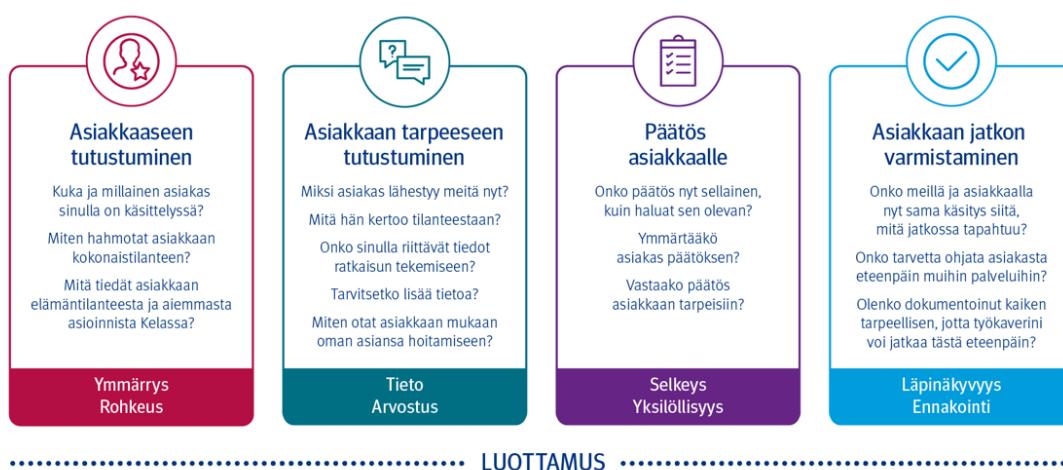 Asiakkaaseen
tutustuminen
Kuka ja millainen asiakas
sinulla on käsittelyssä?
Miten hahmotat asiakkaan
kokonaistilanteen?
Mitä tiedät asiakkaan
elämäntilanteesta ja aiemmasta
asioinnista Kelassa?
Ymmärrys
Rohkeus
?
Asiakkaan tarpeeseen
tutustuminen
Miksi asiakas lähestyy meitä nyt?
Mitä hän kertoo tilanteestaan?
Onko sinulla riittävät tiedot
ratkaisun tekemiseen?
Tarvitsetko lisää tietoa?
Miten otat asiakkaan mukaan
oman asiansa hoitamiseen?
Tieto
Arvostus
Päätös
asiakkaalle
Onko päätös nyt sellainen,
kuin haluat sen olevan?
Ymmärtääkö
asiakas päätöksen?
Vastaako päätös
asiakkaan tarpeisiin?
Selkeys
Yksilöllisyys
Asiakkaan jatkon
varmistaminen
Onko meillä ja asiakkaalla
nyt sama käsitys siitä,
mitä jatkossa tapahtuu?
Onko tarvetta ohjata asiakasta
eteenpäin muihin palveluihin?
Olenko dokumentoinut kaiken
tarpeellisen, jotta työkaverini
voi jatkaa tästä eteenpäin?
Läpinäkyvyys
Ennakointi
LUOTTAMUS